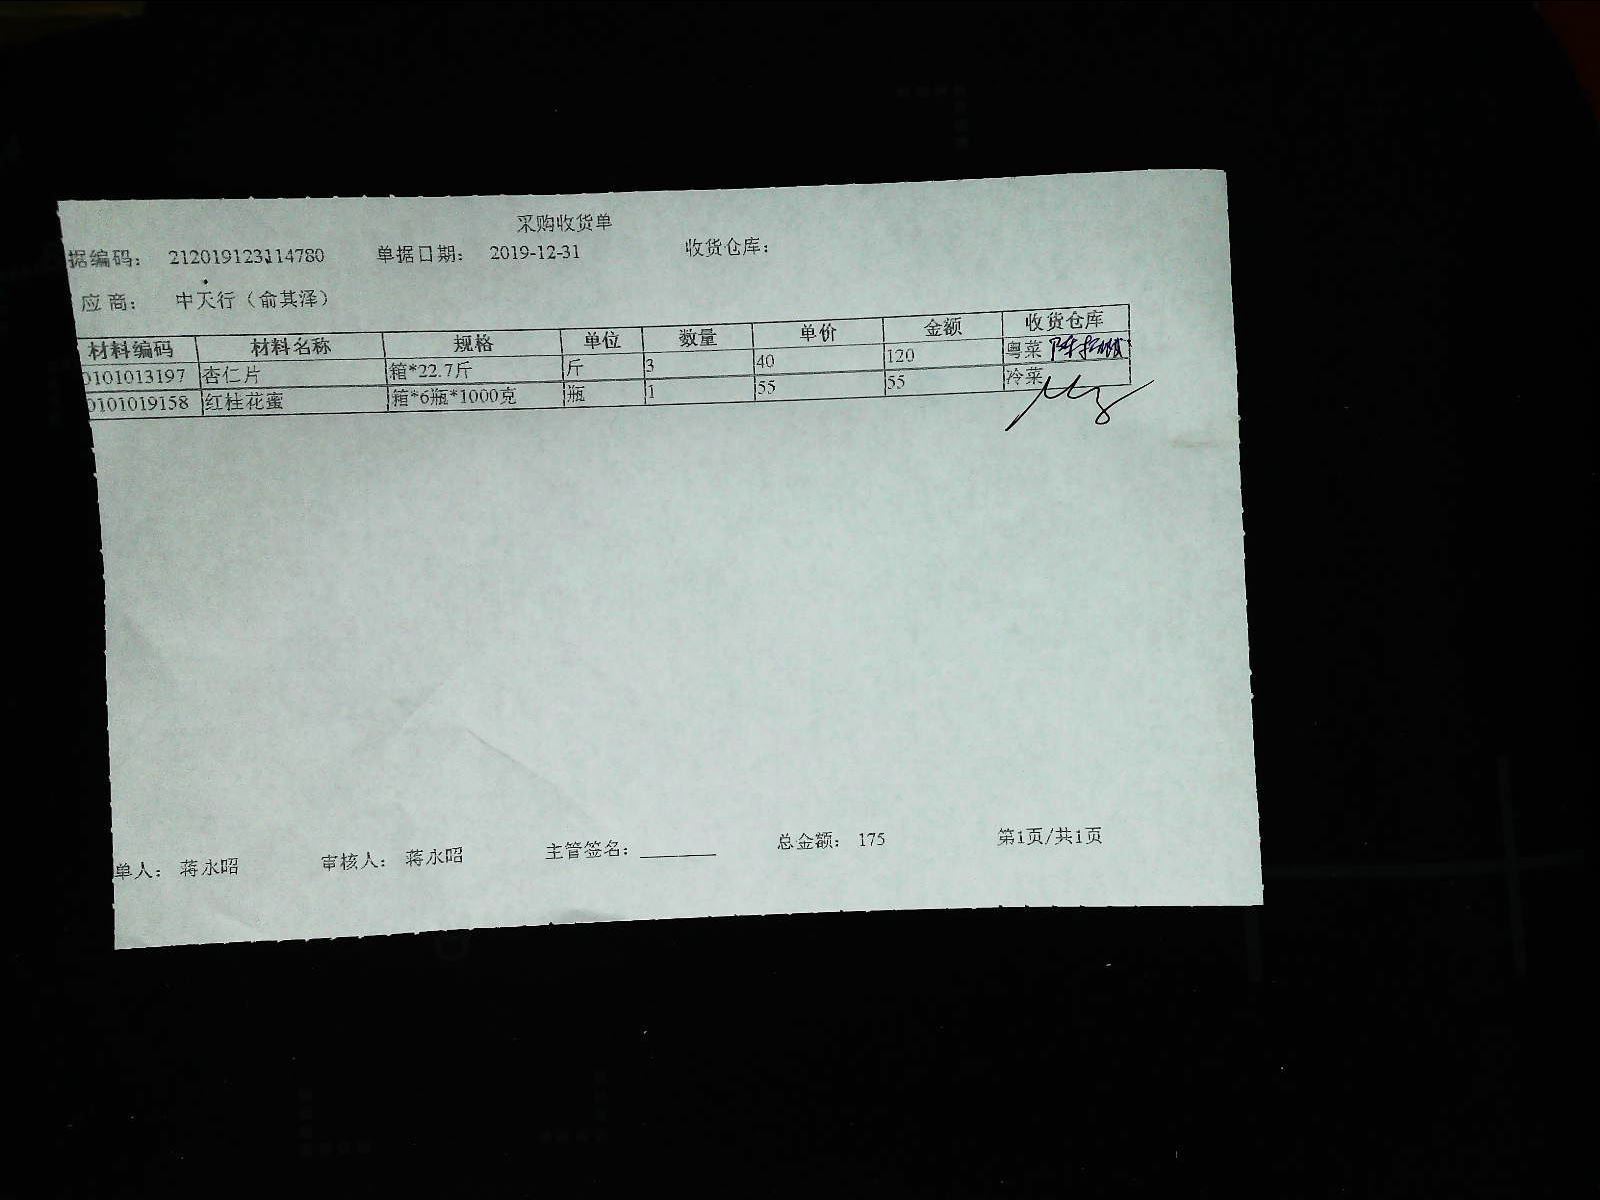 采购收货单
据编码： 212019123114780 单据日期： 2019-12-31 收货仓库：
应商： 中天行（俞其泽）
材料编码 材料名称 规格 单位 数量 单价 金额 收货仓库
0101013197 杏仁片 箱*22.7斤 斤 3 40 120 粤菜
0101019158 红桂花蜜 箱*6瓶*1000克 瓶 1 55 55 冷菜
单人： 蒋永昭 审核人： 蒋永昭 主管签名：________ 总金额： 175 第1页/共1页